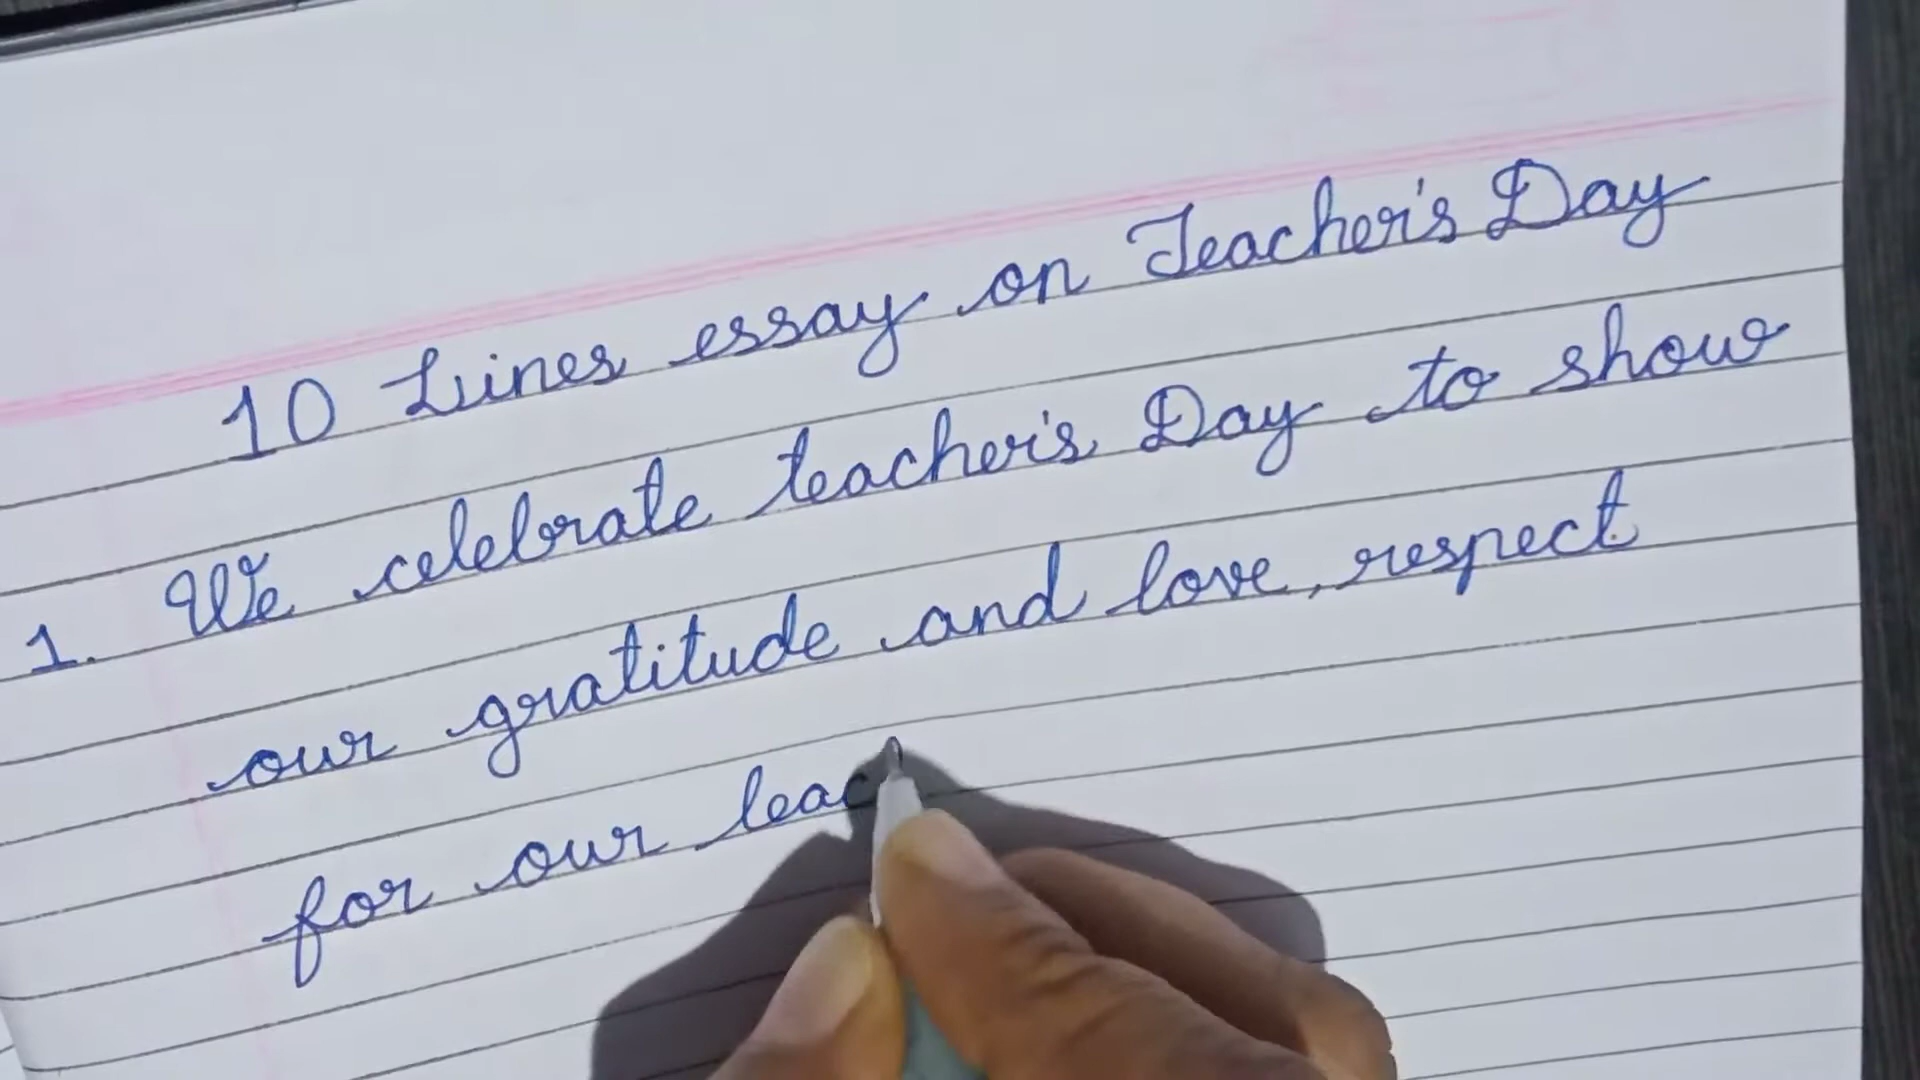 10 Lines essay on Teacher's Day
1. We celebrate teacher's Day to show
our gratitude and love, respect
for our leac